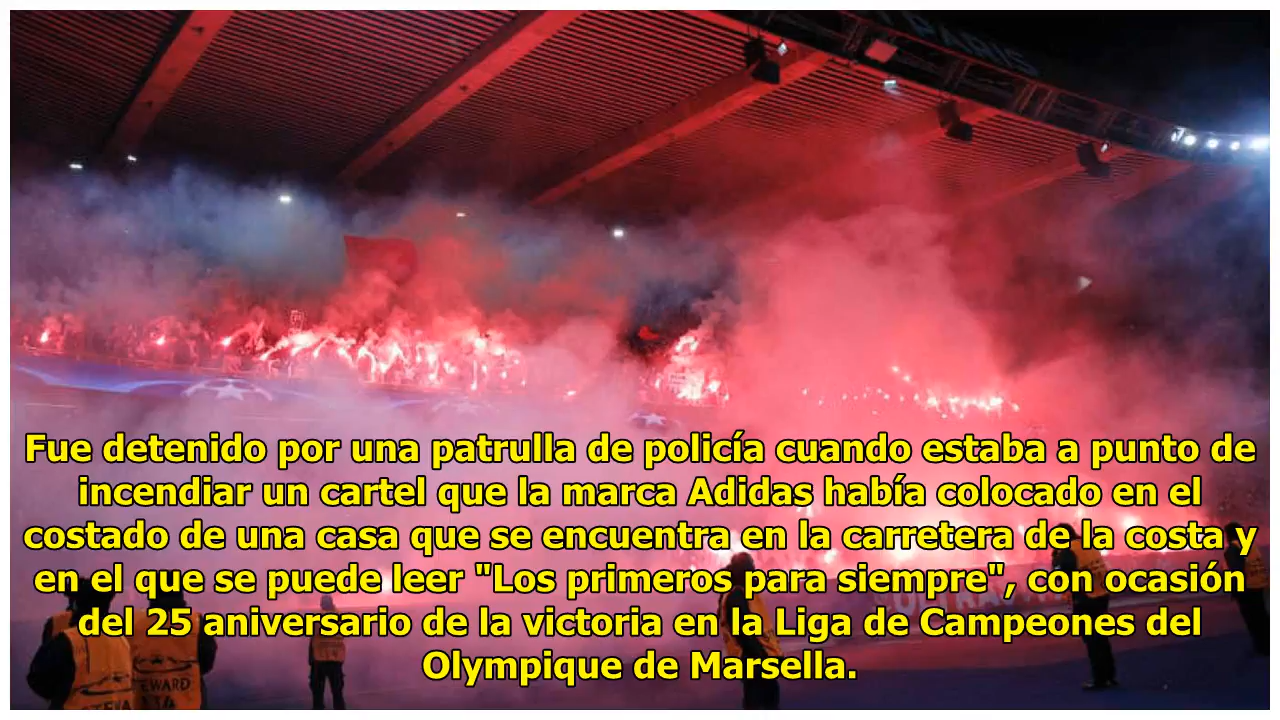 PARIS
Fue detenido por una patrulla de policía cuando estaba a punto de
incendiar un cartel que la marca Adidas había colocado en el
costado de una casa que se encuentra en la carretera de la costa y
en el que se puede leer "Los primeros para siempre", con ocasión
del 25 aniversario de la victoria en la Liga de Campeones del
Olympique de Marsella.